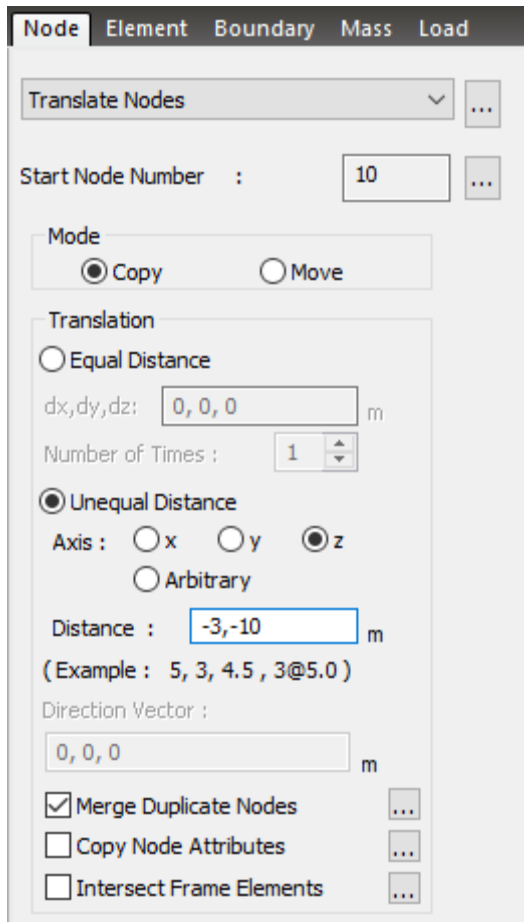 Node Element Boundary Mass Load
Translate Nodes ...
Start Node Number : 10 ...
Mode
Copy Move
Translation
Equal Distance
dx,dy,dz: 0, 0, 0 m
Number of Times : 1
Unequal Distance
Axis : x y z
Arbitrary
Distance : -3,-10 m
( Example : 5, 3, 4.5 , 3@5.0 )
Direction Vector :
0, 0, 0 m
Merge Duplicate Nodes ...
Copy Node Attributes ...
Intersect Frame Elements ...